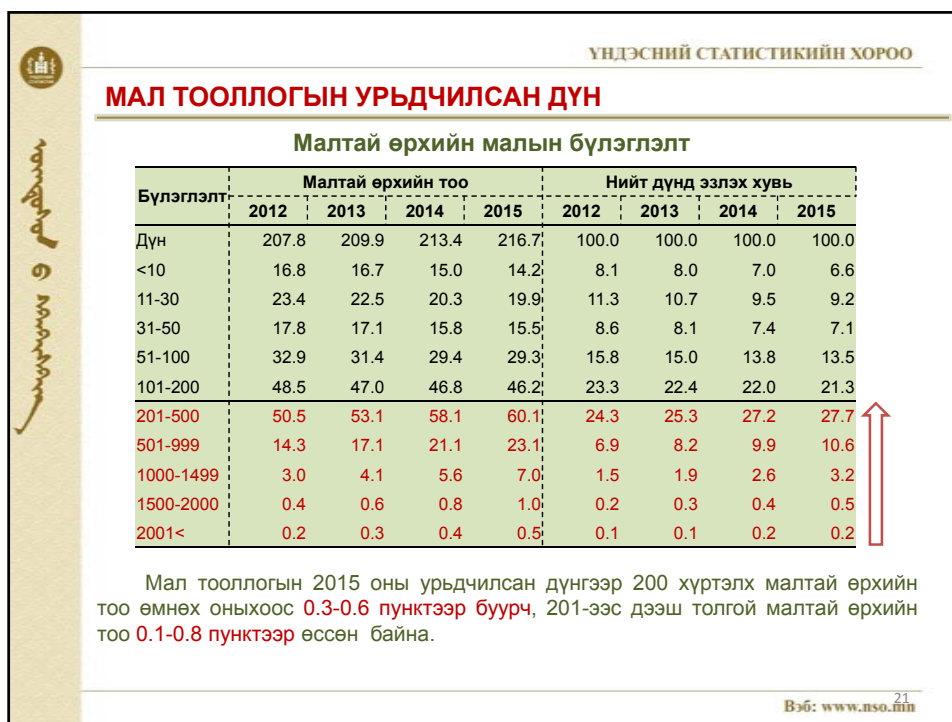 ҮНДЭСНИЙ СТАТИСТИКИЙН ХОРОО
МАЛ ТООЛЛОГЫН УРЬДЧИЛСАН ДҮН
Малтай өрхийн малын бүлэглэлт
Бүлэглэлт Малтай өрхийн тоо Нийт дүнд эзлэх хувь
2012 2013 2014 2015 2012 2013 2014 2015
Дүн 207.8 209.9 213.4 216.7 100.0 100.0 100.0 100.0
<10 16.8 16.7 15.0 14.2 8.1 8.0 7.0 6.6
11-30 23.4 22.5 20.3 19.9 11.3 10.7 9.5 9.2
31-50 17.8 17.1 15.8 15.5 8.6 8.1 7.4 7.1
51-100 32.9 31.4 29.4 29.3 15.8 15.0 13.8 13.5
101-200 48.5 47.0 46.8 46.2 23.3 22.4 22.0 21.3
201-500 50.5 53.1 58.1 60.1 24.3 25.3 27.2 27.7
501-999 14.3 17.1 21.1 23.1 6.9 8.2 9.9 10.6
1000-1499 3.0 4.1 5.6 7.0 1.5 1.9 2.6 3.2
1500-2000 0.4 0.6 0.8 1.0 0.2 0.3 0.4 0.5
2001< 0.2 0.3 0.4 0.5 0.1 0.1 0.2 0.2
Мал тооллогын 2015 оны урьдчилсан дүнгээр 200 хүртэлх малтай өрхийн
тоо өмнөх оныхоос 0.3-0.6 пунктээр буурч, 201-ээс дээш толгой малтай өрхийн
тоо 0.1-0.8 пунктээр өссөн байна.
21
Вэб: www.nso.mn